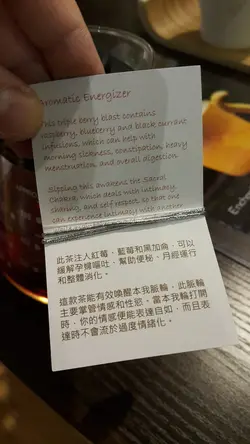 Aromatic Energizer
This triple berry blast contains
raspberry, blueberry and black currant
infusions, which can help with
morning sickness, constipation, heavy
menstruation and overall digestion.
Sipping this awakens the Sacral
Chakra, which deals with intimacy,
sharing, and self respect so that one
can experience intimacy with another
此茶注人紅莓、藍莓和黑加侖，可以
緩解孕機嘔吐，幫助便秘，月經運行
和整體消化。
這款茶能有效喚醒本我脈輪，此脈輪
主要掌管情感和性慾。當本我輪打開
時，你的情感便能表達自如，而且表
達時不會流於過度情緒化。